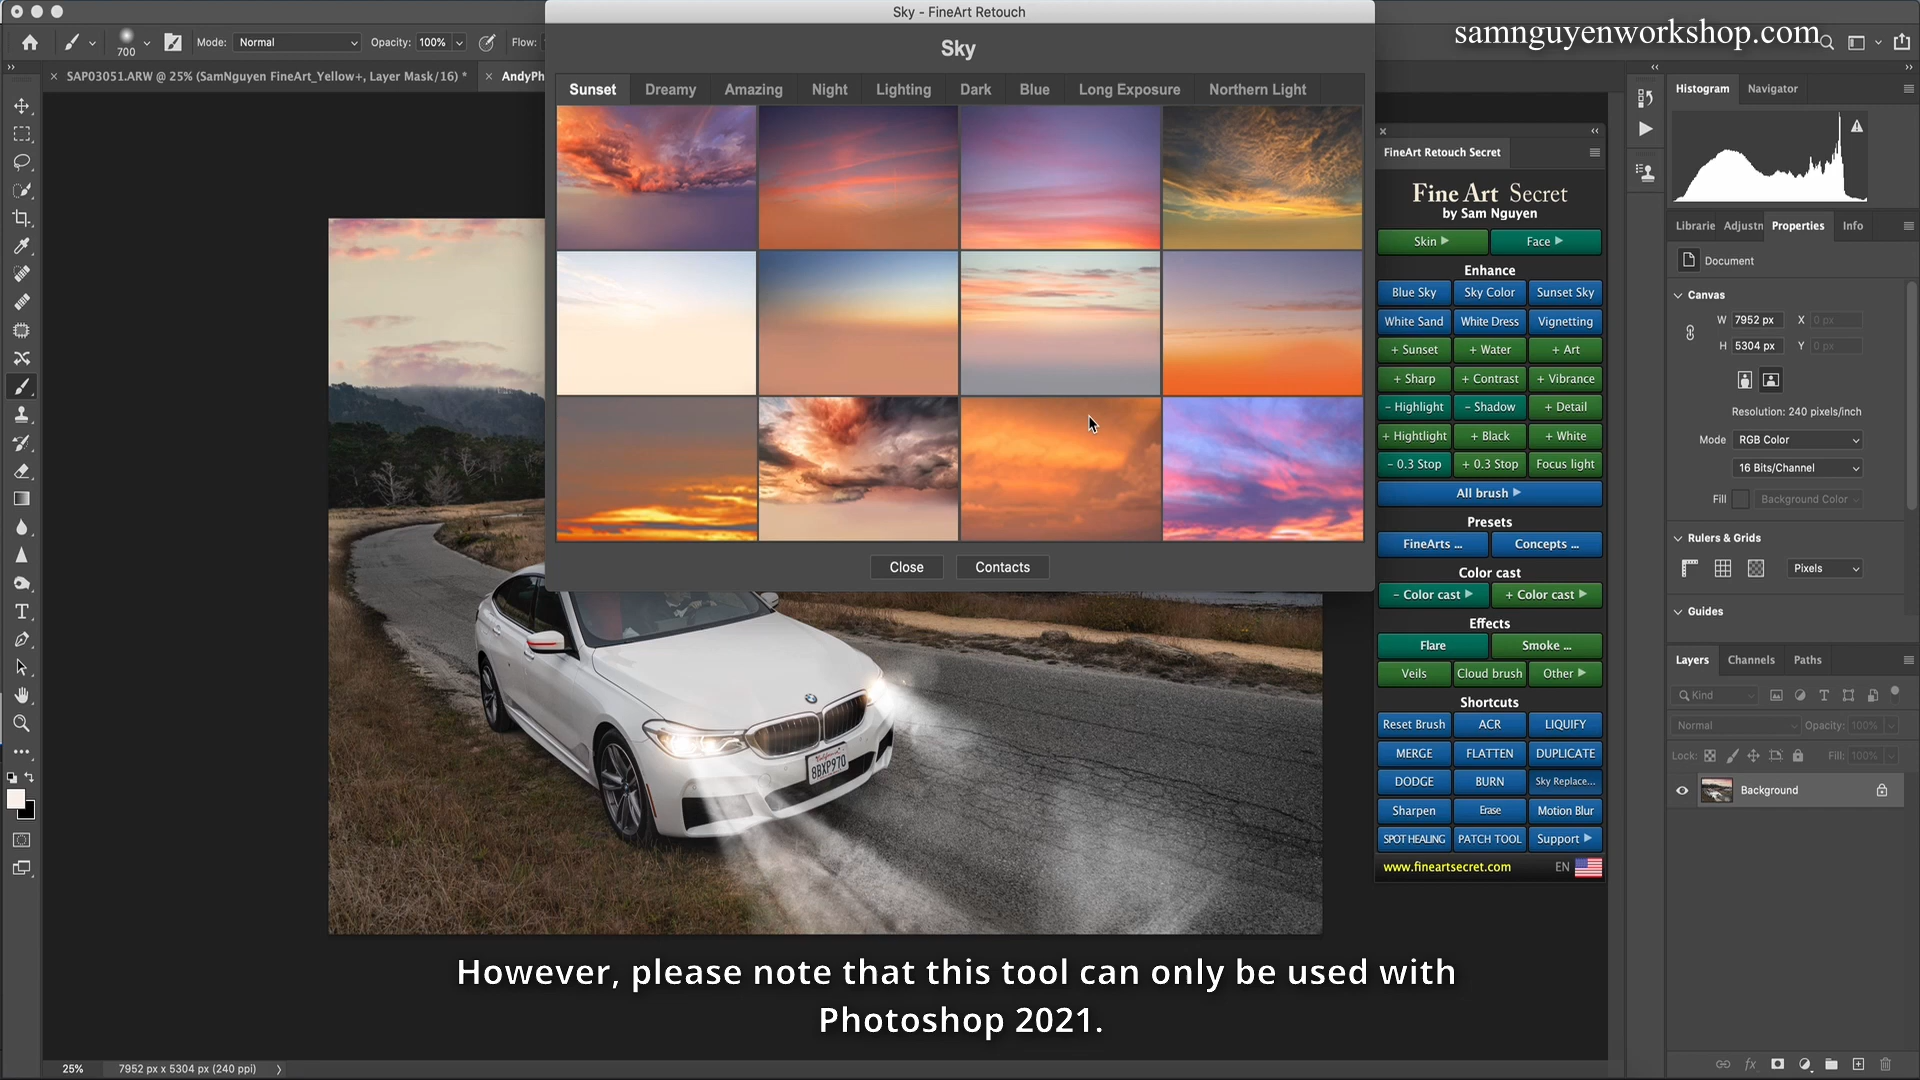 Sky - FineArt Retouch
samnguyenworkshop.com
700
Mode: Normal
Opacity: 100%
Flow:
SAP03051.ARW @ 25% (SamNguyen FineArt_Yellow+, Layer Mask/16) *
AndyPh
Sky
Sunset
Dreamy
Amazing
Night
Lighting
Dark
Blue
Long Exposure
Northern Light
Close
Contacts
FineArt Retouch Secret
Fine Art Secret
by Sam Nguyen
Skin
Face
Enhance
Blue Sky
Sky Color
Sunset Sky
White Sand
White Dress
Vignetting
+ Sunset
+ Water
+ Art
+ Sharp
+ Contrast
+ Vibrance
- Highlight
- Shadow
+ Detail
+ Hightlight
+ Black
+ White
- 0.3 Stop
+ 0.3 Stop
Focus light
All brush
Presets
FineArts ...
Concepts ...
Color cast
- Color cast
+ Color cast
Effects
Flare
Smoke ...
Veils
Cloud brush
Other
Shortcuts
Reset Brush
ACR
LIQUIFY
MERGE
FLATTEN
DUPLICATE
DODGE
BURN
Sky Replace...
Sharpen
Erase
Motion Blur
SPOT HEALING
PATCH TOOL
Support
www.fineartsecret.com
EN
Histogram
Navigator
Librarie
Adjustn
Properties
Info
Document
Canvas
W 7952 px
X 0 px
H 5304 px
Y 0 px
Resolution: 240 pixels/inch
Mode RGB Color
16 Bits/Channel
Fill Background Color
Rulers & Grids
Pixels
Guides
Layers
Channels
Paths
Kind
Normal
Opacity: 100%
Lock:
Fill: 100%
Background
California
8BXP970
However, please note that this tool can only be used with
Photoshop 2021.
25%
7952 px x 5304 px (240 ppi)